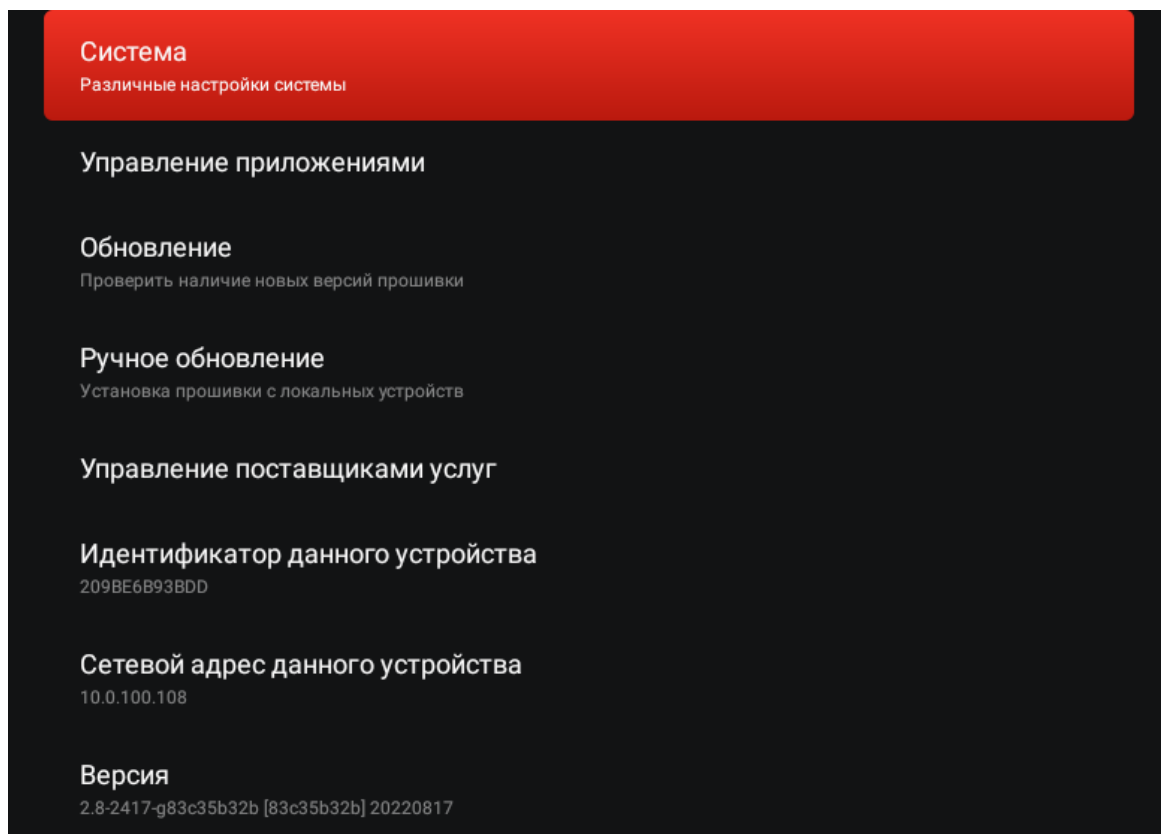 Система
Различные настройки системы
Управление приложениями
Обновление
Проверить наличие новых версий прошивки
Ручное обновление
Установка прошивки с локальных устройств
Управление поставщиками услуг
Идентификатор данного устройства
209BE6B93BDD
Сетевой адрес данного устройства
10.0.100.108
Версия
2.8-2417-g83c35b32b [83c35b32b] 20220817